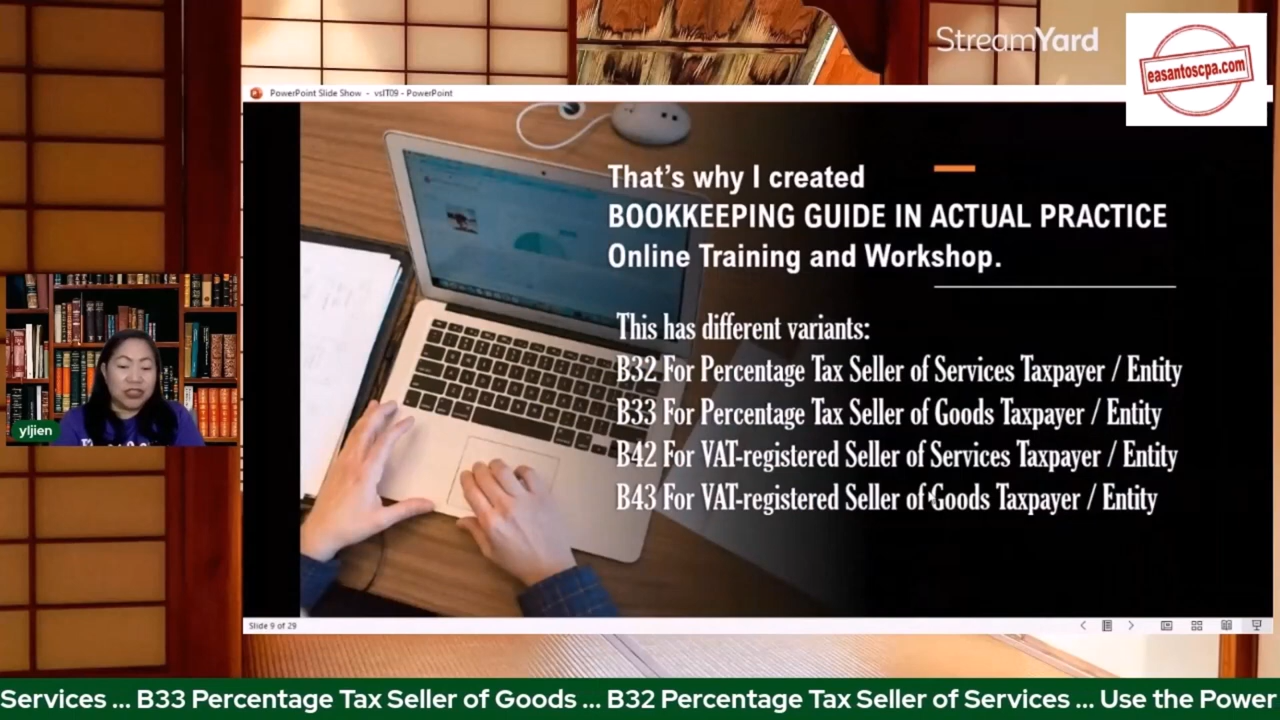 StreamYard
easantoscpa.com
PowerPoint Slide Show - vsIT09 - PowerPoint
That's why I created
BOOKKEEPING GUIDE IN ACTUAL PRACTICE
Online Training and Workshop.
This has different variants:
B32 For Percentage Tax Seller of Services Taxpayer / Entity
B33 For Percentage Tax Seller of Goods Taxpayer / Entity
B42 For VAT-registered Seller of Services Taxpayer / Entity
B43 For VAT-registered Seller of Goods Taxpayer / Entity
yljien
Slide 9 of 29
Services ... B33 Percentage Tax Seller of Goods ... B32 Percentage Tax Seller of Services ... Use the Power